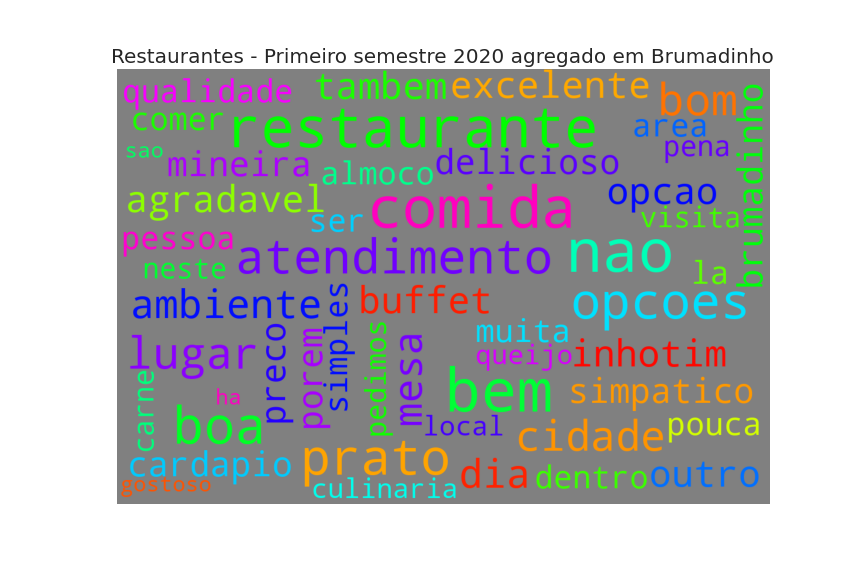 Restaurantes - Primeiro semestre 2020 agregado em Brumadinho
qualidade
tambem
excelente
bom
comer
restaurante
area
brumadinho
sao
mineira
almoco
delicioso
pena
agradavel
ser
comida
opcao
visita
pessoa
neste
atendimento
nao
la
ambiente
simples
buffet
opcoes
lugar
preco
porem
pedimos
mesa
muita
queijo
inhotim
carne
ha
bem
simpatico
boa
local
cidade
pouca
cardapio
prato
dia
dentro
outro
gostoso
culinaria